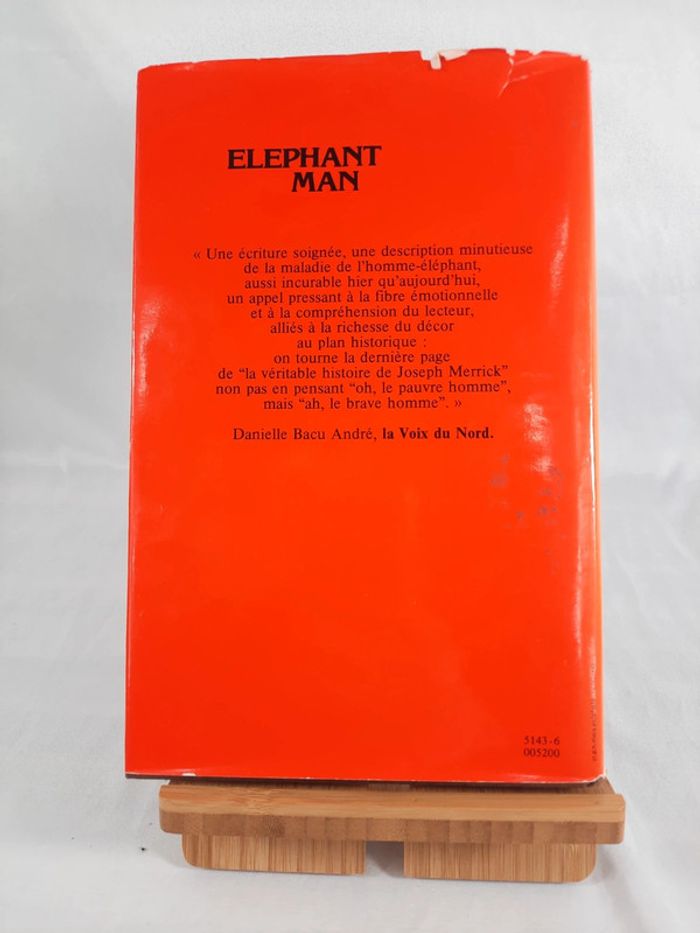 ELEPHANT
MAN
« Une écriture soignée, une description minutieuse
de la maladie de l'homme-éléphant,
aussi incurable hier qu'aujourd'hui,
un appel pressant à la fibre émotionnelle
et à la compréhension du lecteur,
alliés à la richesse du décor
au plan historique :
on tourne la dernière page
de “la véritable histoire de Joseph Merrick”
non pas en pensant “oh, le pauvre homme”,
mais “ah, le brave homme”. »
Danielle Bacu André, la Voix du Nord.
5143-6
005200